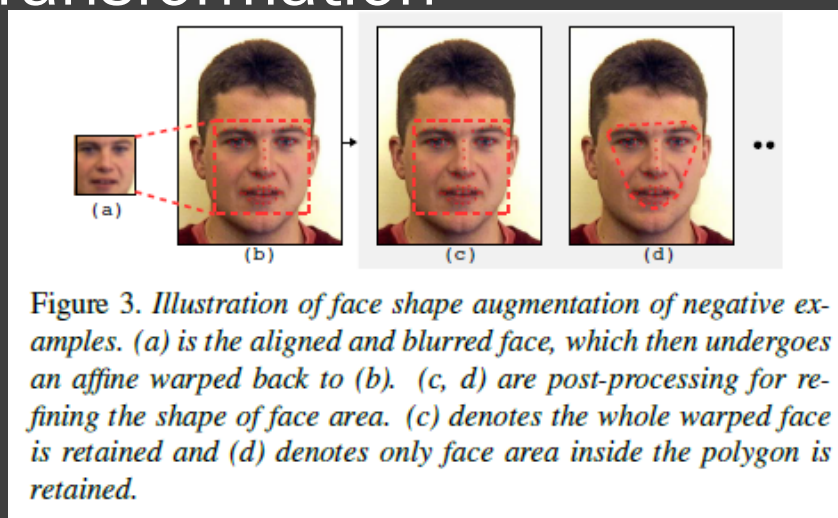 ransformation
(a)
(b)
(c)
(d)
Figure 3. Illustration of face shape augmentation of negative ex-
amples. (a) is the aligned and blurred face, which then undergoes
an affine warped back to (b). (c, d) are post-processing for re-
fining the shape of face area. (c) denotes the whole warped face
is retained and (d) denotes only face area inside the polygon is
retained.